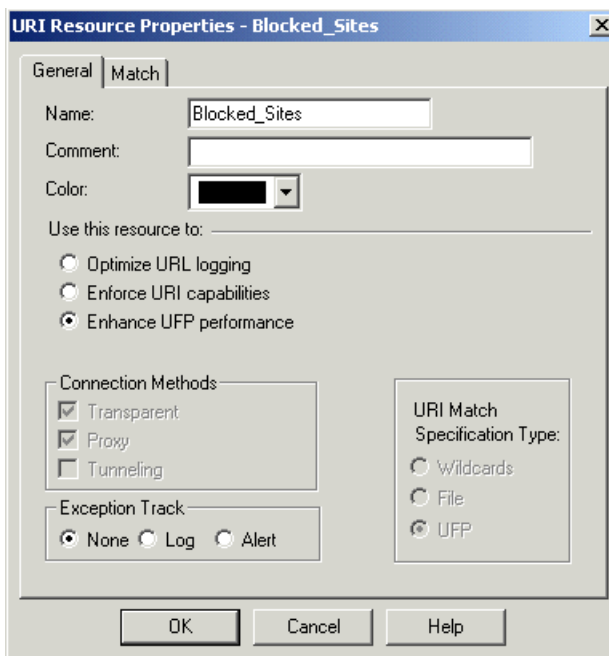 URI Resource Properties - Blocked_Sites
General Match
Name: Blocked_Sites
Comment:
Color:
Use this resource to:
Optimize URL logging
Enforce URI capabilities
Enhance UFP performance
Connection Methods
Transparent
Proxy
Tunneling
URI Match
Specification Type:
Wildcards
File
UFP
Exception Track
None Log Alert
OK Cancel Help